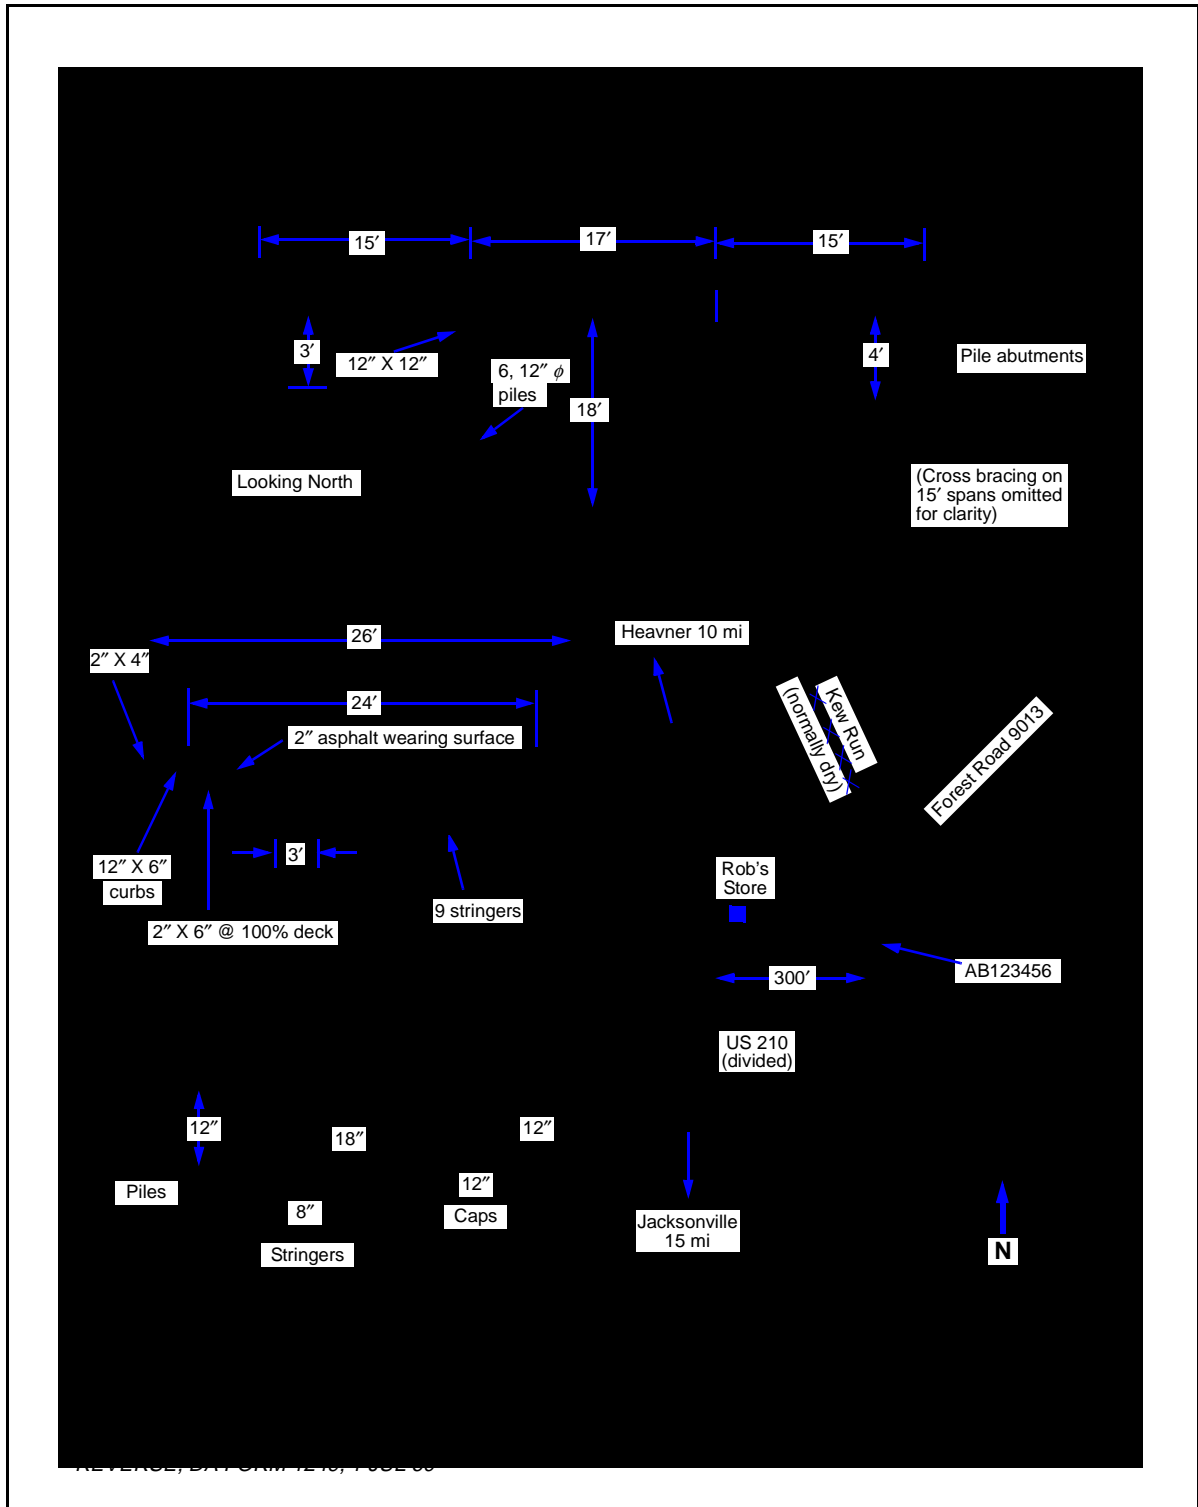 15′ 17′ 15′
3′
12″ X 12″
6, 12″ ϕ
piles
18′
4′
Pile abutments
Looking North
(Cross bracing on
15′ spans omitted
for clarity)
26′
2″ X 4″
24′
2″ asphalt wearing surface
12″ X 6″
curbs
3′
2″ X 6″ @ 100% deck
9 stringers
Heavner 10 mi
Kew Run
(normally dry)
Forest Road 9013
Rob's
Store
AB123456
300′
US 210
(divided)
12″
Piles
18″
8″
Stringers
12″
12″
Caps
Jacksonville
15 mi
N